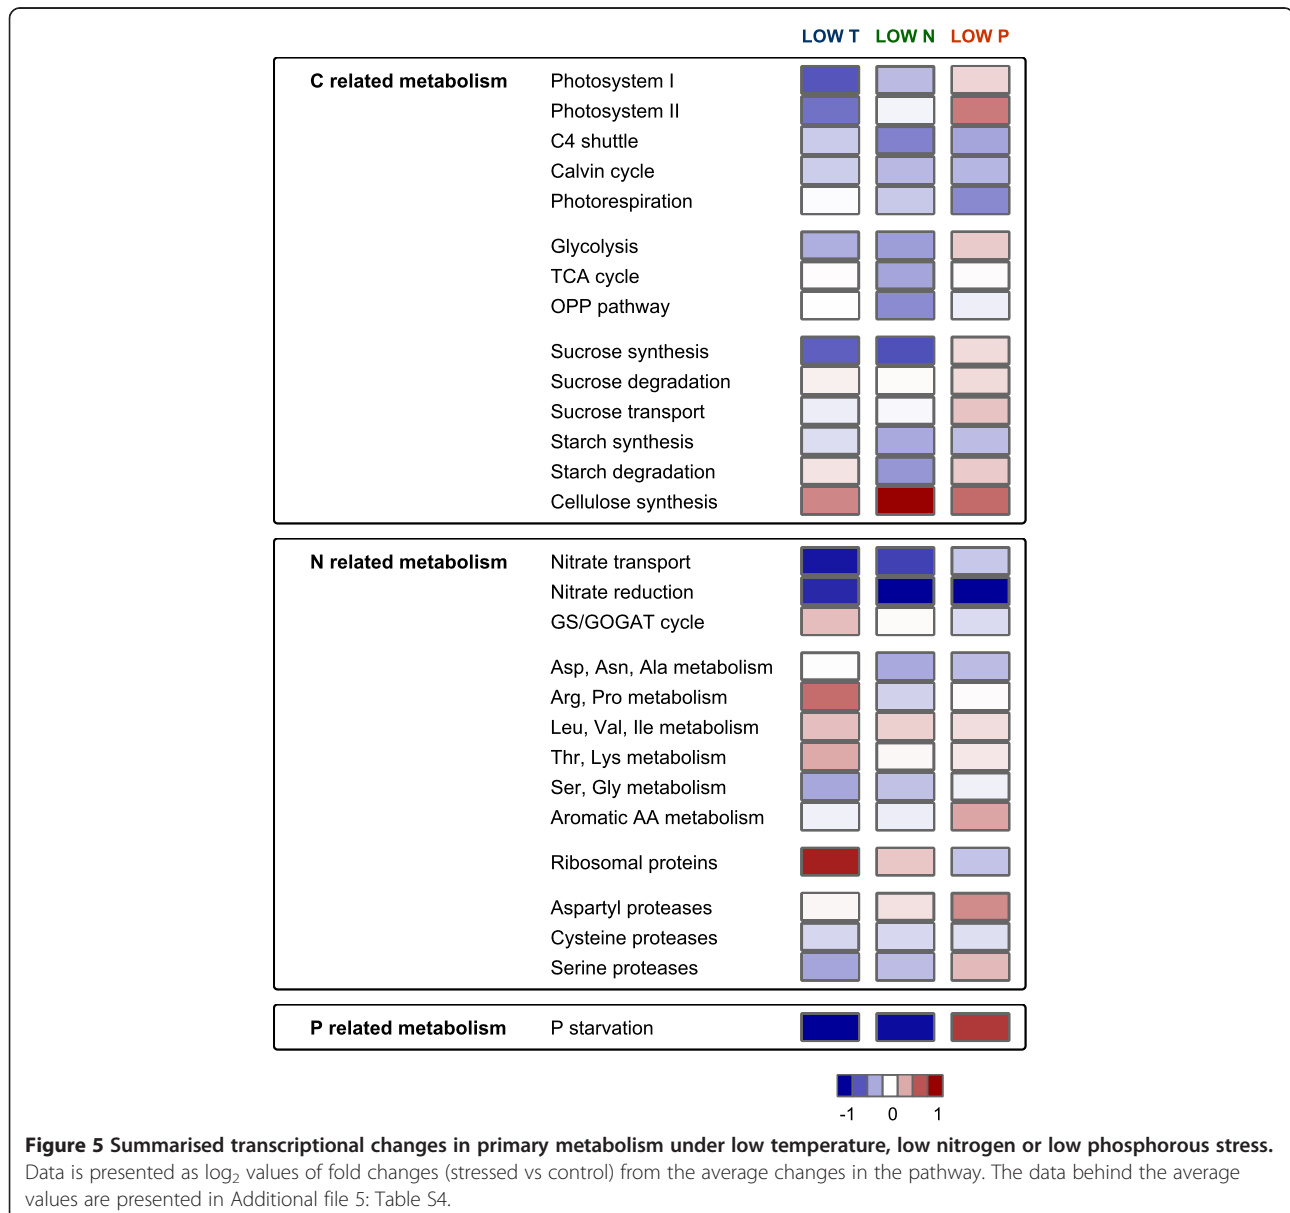 LOW T LOW N LOW P
C related metabolism Photosystem I
Photosystem II
C4 shuttle
Calvin cycle
Photorespiration
Glycolysis
TCA cycle
OPP pathway
Sucrose synthesis
Sucrose degradation
Sucrose transport
Starch synthesis
Starch degradation
Cellulose synthesis
N related metabolism Nitrate transport
Nitrate reduction
GS/GOGAT cycle
Asp, Asn, Ala metabolism
Arg, Pro metabolism
Leu, Val, Ile metabolism
Thr, Lys metabolism
Ser, Gly metabolism
Aromatic AA metabolism
Ribosomal proteins
Aspartyl proteases
Cysteine proteases
Serine proteases
P related metabolism P starvation
-1 0 1
Figure 5 Summarised transcriptional changes in primary metabolism under low temperature, low nitrogen or low phosphorous stress.
Data is presented as log₂ values of fold changes (stressed vs control) from the average changes in the pathway. The data behind the average
values are presented in Additional file 5: Table S4.